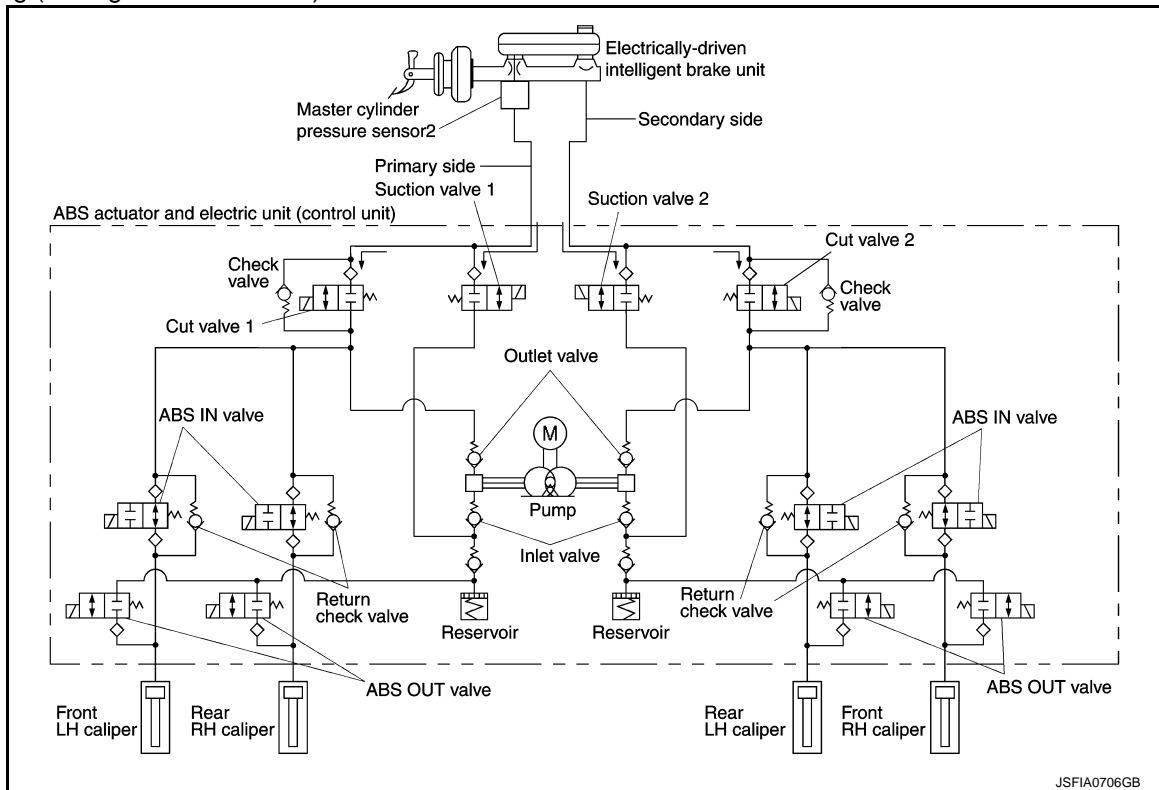 Electrically-driven
intelligent brake unit
Master cylinder
pressure sensor2
Secondary side
Primary side
Suction valve 1
Suction valve 2
ABS actuator and electric unit (control unit)
Cut valve 2
Check
valve
Check
valve
Cut valve 1
Outlet valve
ABS IN valve
ABS IN valve
M
Pump
Inlet valve
Return
check valve
Return
check valve
Reservoir
Reservoir
ABS OUT valve
ABS OUT valve
Front
LH caliper
Rear
RH caliper
Rear
LH caliper
Front
RH caliper
JSFIA0706GB